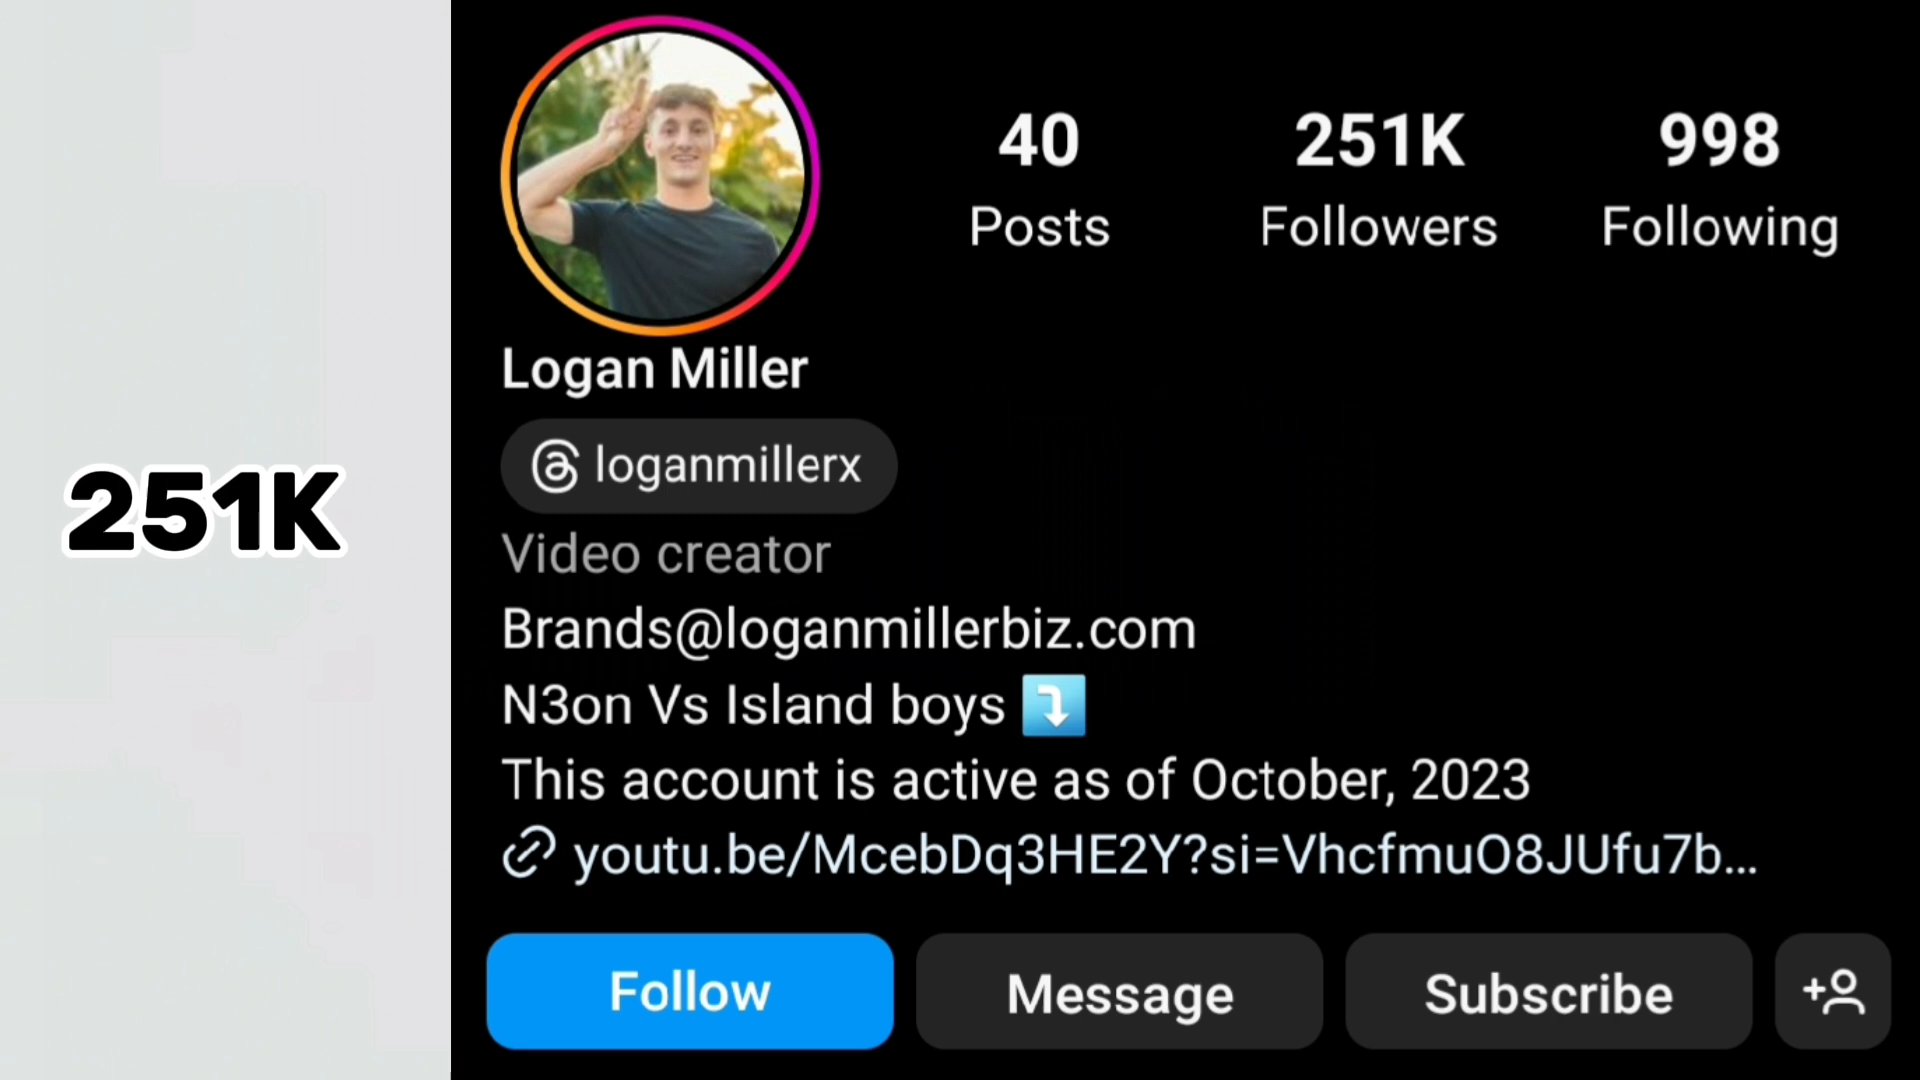 251K
40
Posts
251K
Followers
998
Following
Logan Miller
loganmillerx
Video creator
Brands@loganmillerbiz.com
N3on Vs Island boys ⤵️
This account is active as of October, 2023
youtu.be/McebDq3HE2Y?si=VhcfmuO8JUfu7b...
Follow
Message
Subscribe